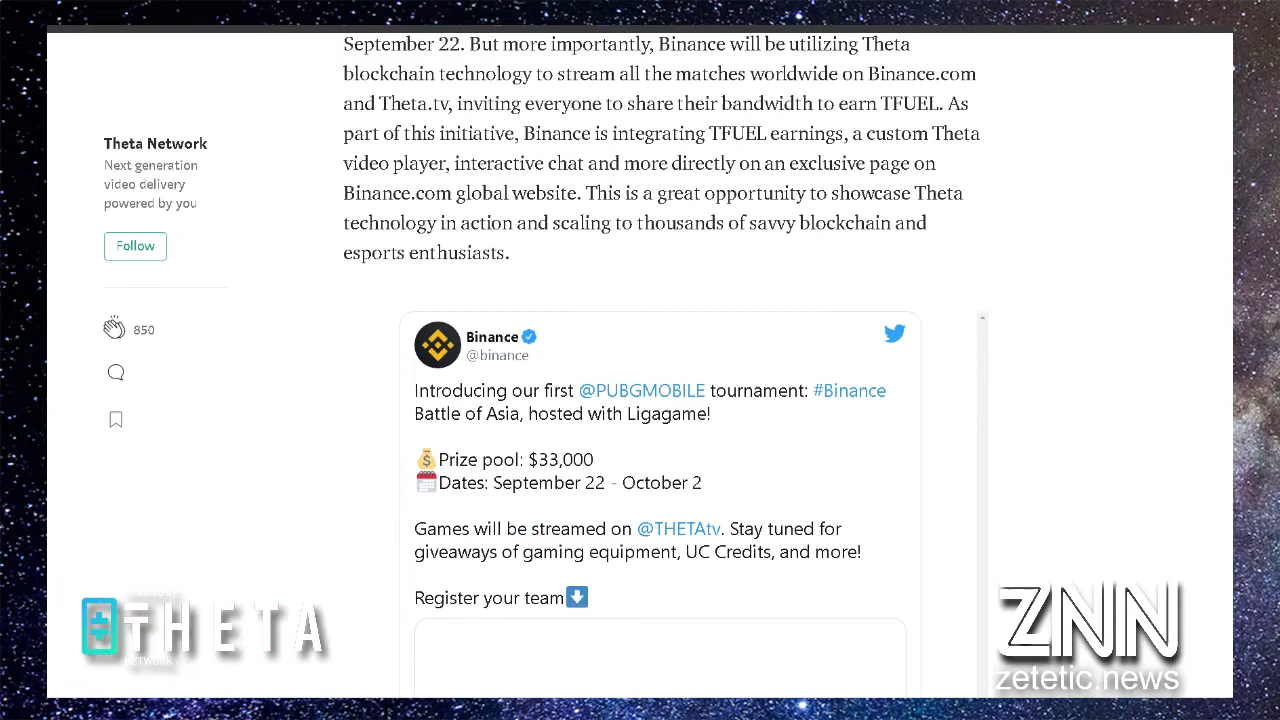 September 22. But more importantly, Binance will be utilizing Theta
blockchain technology to stream all the matches worldwide on Binance.com
and Theta.tv, inviting everyone to share their bandwidth to earn TFUEL. As
part of this initiative, Binance is integrating TFUEL earnings, a custom Theta
video player, interactive chat and more directly on an exclusive page on
Binance.com global website. This is a great opportunity to showcase Theta
technology in action and scaling to thousands of savvy blockchain and
esports enthusiasts.
Theta Network
Next generation
video delivery
powered by you
Follow
850
Binance
@binance
Introducing our first @PUBGMOBILE tournament: #Binance
Battle of Asia, hosted with Ligagame!
Prize pool: $33,000
Dates: September 22 - October 2
Games will be streamed on @THETAtv. Stay tuned for
giveaways of gaming equipment, UC Credits, and more!
Register your team
THETA
NETWORK
ZNN
zetetic.news